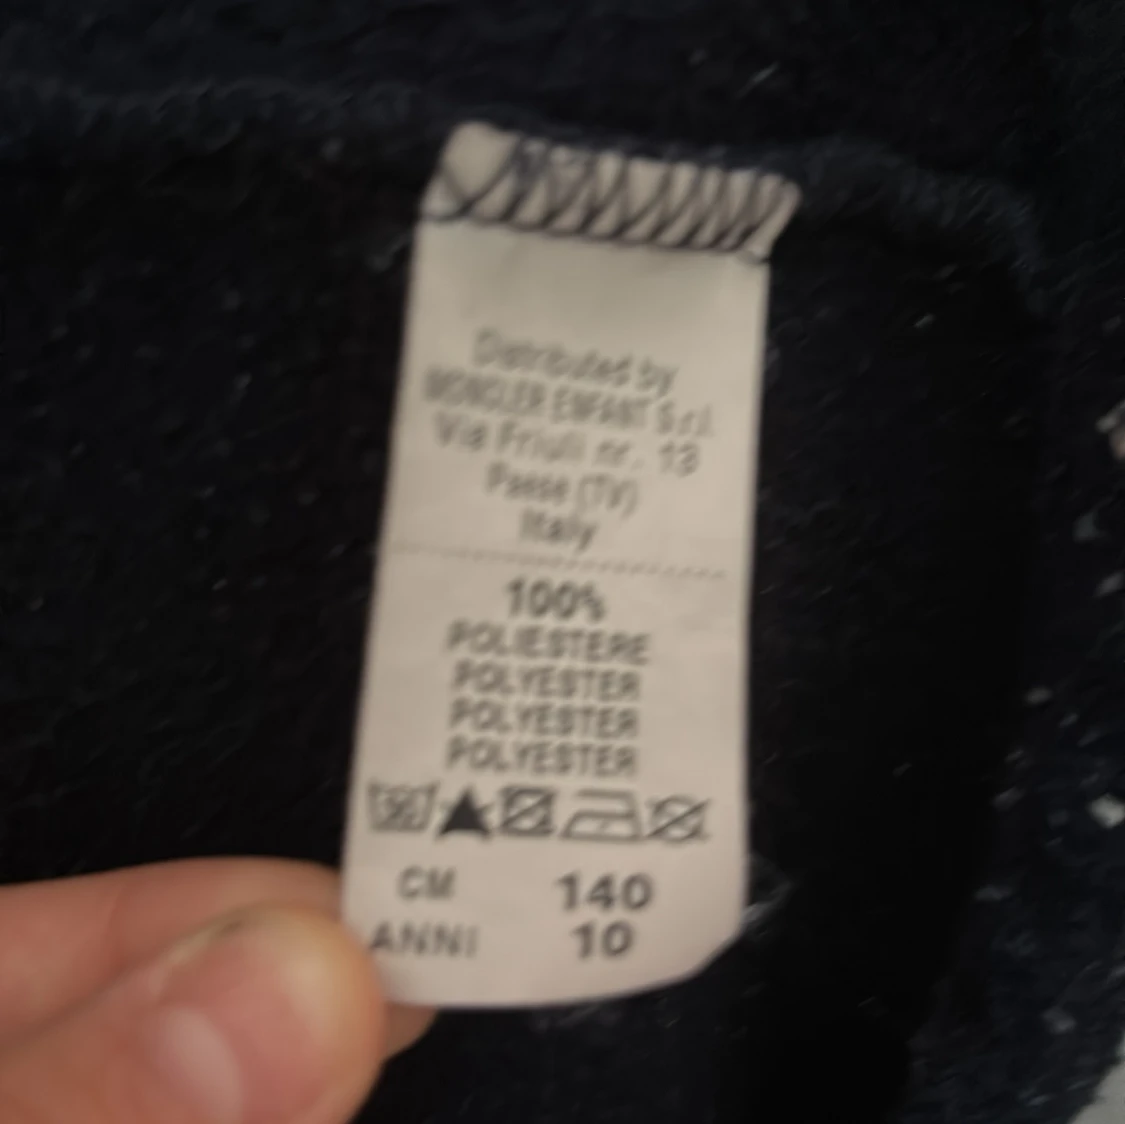 Distributed by
MONCLER ENFANT S.r.l.
Via Friuli nr. 13
Paese (TV)
Italy
100%
POLIESTERE
POLYESTER
POLYESTER
POLYESTER
CM 140
ANNI 10